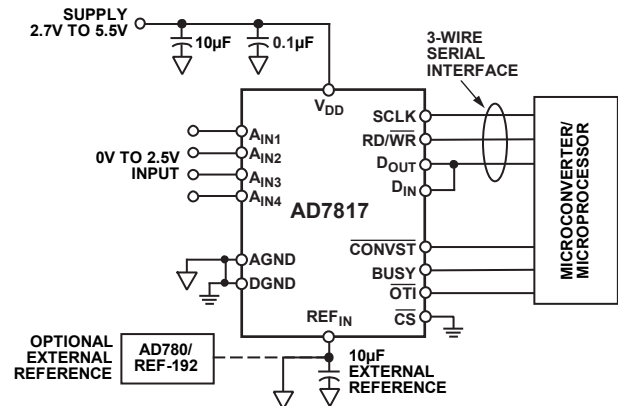 SUPPLY
2.7V TO 5.5V
10µF
0.1µF
3-WIRE
SERIAL
INTERFACE
VDD
AIN1
AIN2
AIN3
AIN4
0V TO 2.5V
INPUT
AD7817
SCLK
RD/WR
DOUT
DIN
CONVST
BUSY
OTI
CS
AGND
DGND
REFIN
MICROCONVERTER/
MICROPROCESSOR
OPTIONAL
EXTERNAL
REFERENCE
AD780/
REF-192
10µF
EXTERNAL
REFERENCE